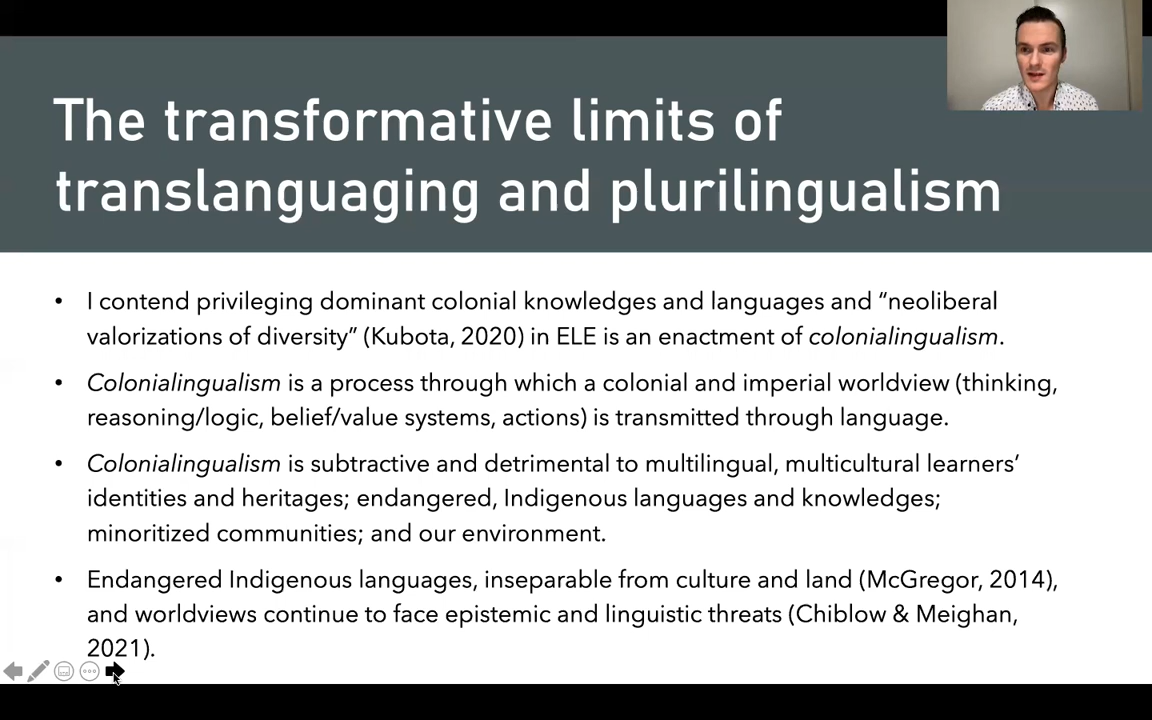 The transformative limits of
translanguaging and plurilingualism
• I contend privileging dominant colonial knowledges and languages and “neoliberal
valorizations of diversity” (Kubota, 2020) in ELE is an enactment of colonialingualism.
• Colonialingualism is a process through which a colonial and imperial worldview (thinking,
reasoning/logic, belief/value systems, actions) is transmitted through language.
• Colonialingualism is subtractive and detrimental to multilingual, multicultural learners’
identities and heritages; endangered, Indigenous languages and knowledges;
minoritized communities; and our environment.
• Endangered Indigenous languages, inseparable from culture and land (McGregor, 2014),
and worldviews continue to face epistemic and linguistic threats (Chiblow & Meighan,
2021).